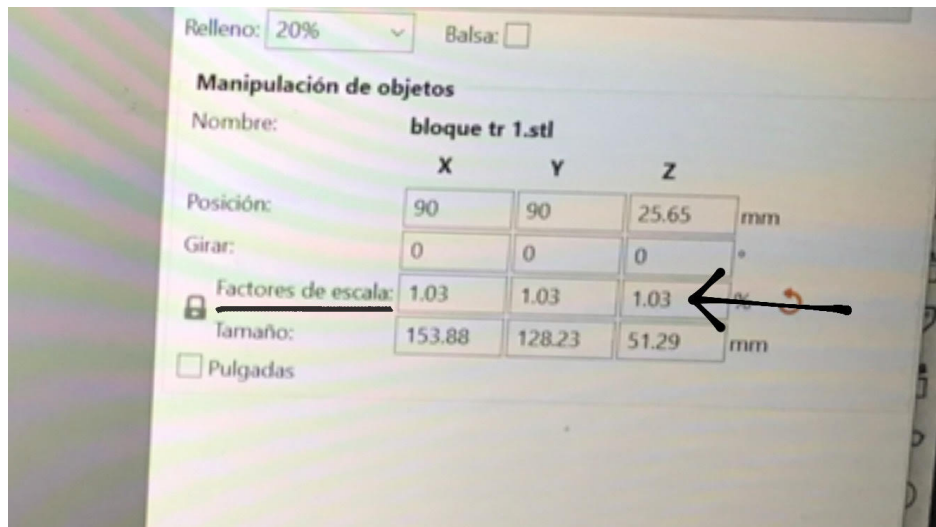 Relleno: 20% Balsa:
Manipulación de objetos
Nombre: bloque tr 1.stl
X Y Z
Posición: 90 90 25.65 mm
Girar: 0 0 0 °
Factores de escala: 1.03 1.03 1.03 %
Tamaño: 153.88 128.23 51.29 mm
Pulgadas